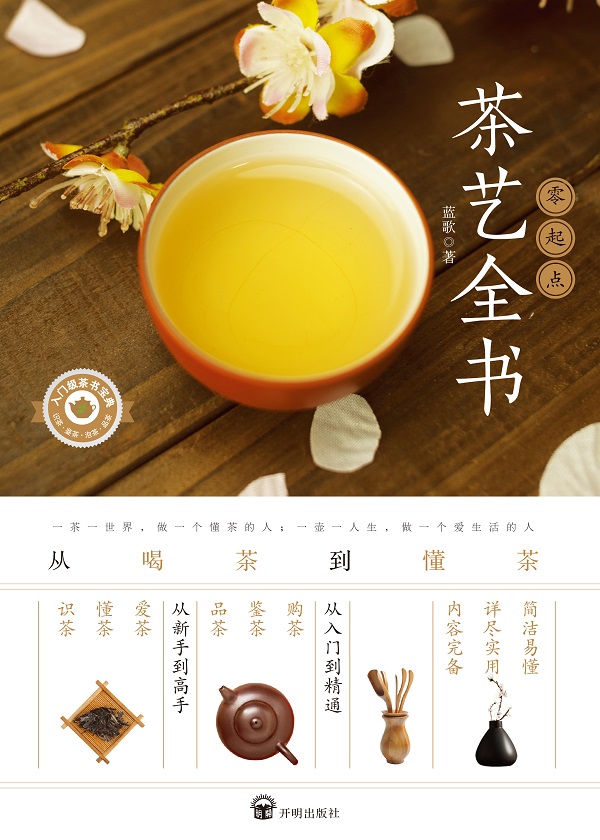 茶艺全书
零起点
蓝歌◎著
入门级茶书宝典
一茶一世界，做一个懂茶的人；一壶一人生，做一个爱生活的人
从喝茶到懂茶
爱茶
懂茶
识茶
从新手到高手
购茶
鉴茶
品茶
从入门到精通
简洁易懂
详尽实用
内容完备
开明出版社